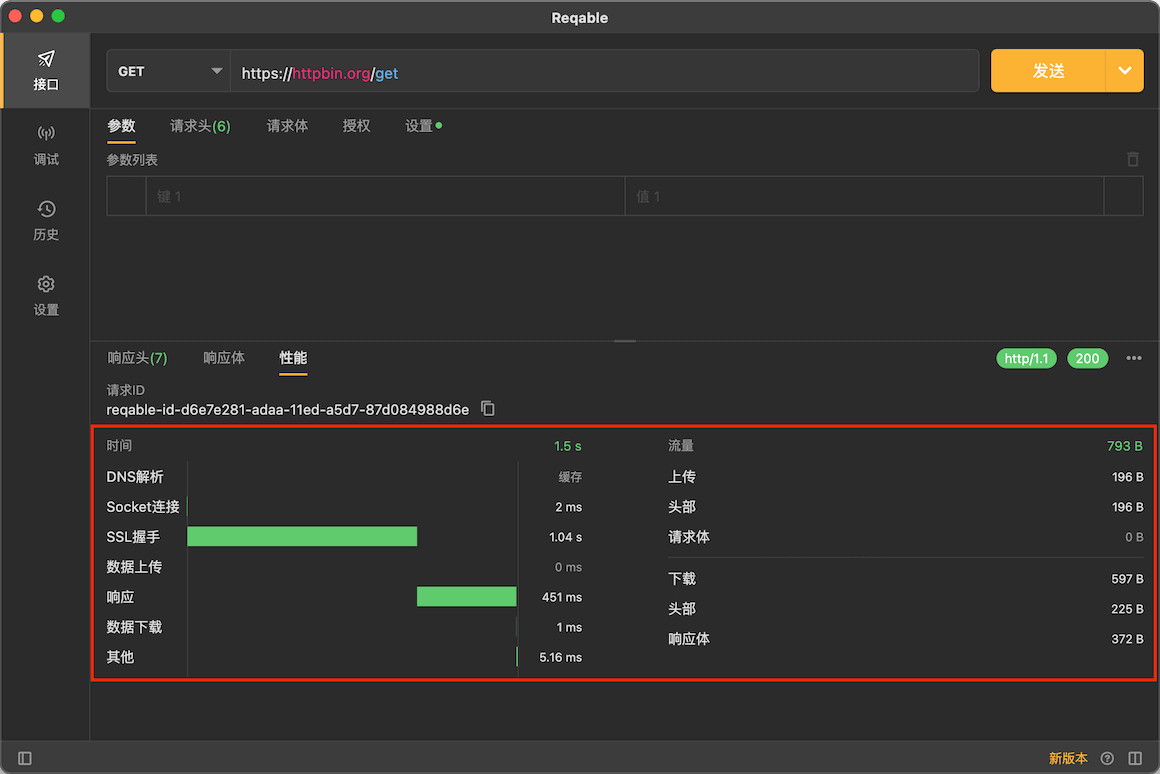 Reqable
接口
调试
历史
设置
GET
https://httpbin.org/get
发送
参数 请求头(6) 请求体 授权 设置
参数列表
键 1 值 1
响应头(7) 响应体 性能 http/1.1 200
请求ID
reqable-id-d6e7e281-adaa-11ed-a5d7-87d084988d6e
时间 1.5 s
DNS解析 缓存
Socket连接 2 ms
SSL握手 1.04 s
数据上传 0 ms
响应 451 ms
数据下载 1 ms
其他 5.16 ms
流量 793 B
上传 196 B
头部 196 B
请求体 0 B
下载 597 B
头部 225 B
响应体 372 B
新版本